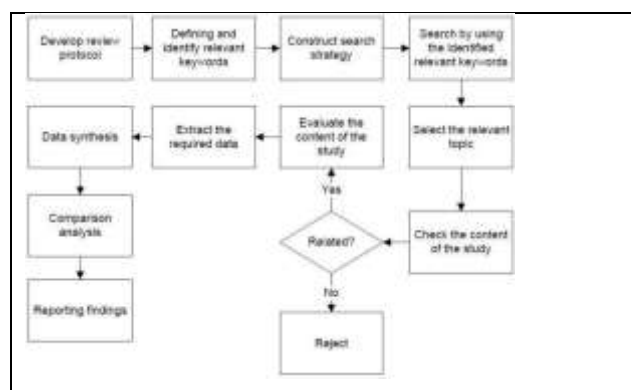 Develop review
protocol
Defining and
identify relevant
keywords
Construct search
strategy
Search by using
the identified
relevant keywords
Select the relevant
topic
Check the content
of the study
Related?
Yes
No
Reject
Evaluate the
content of the
study
Extract the
required data
Data synthesis
Comparison
analysis
Reporting findings